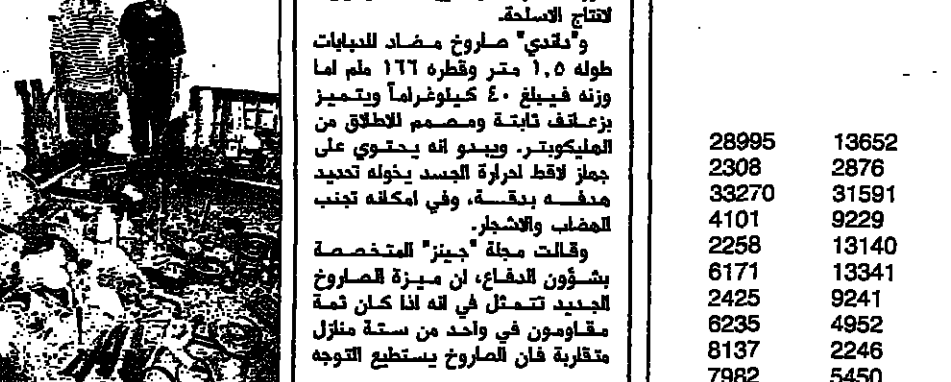 لانتاج الاسلحة.
و"دندي" صاروخ مضاد للدبابات
طوله ١,٥ متر وقطره ١٦٦ ملم اما
وزنه فيبلغ ٤٠ كيلوغراماً ويتميز
بزعانف ثابتة ومصمم للاطلاق من
الهليكوبتر. ويبدو انه يحتوي على
جهاز لاقط لحرارة الجسد يخوله تحديد
هدفه بدقة، وفي امكانه تجنب
الهضاب والاشجار.
وقالت مجلة "جينز" المتخصصة
بشؤون الدفاع، ان ميزة الصاروخ
الجديد تتمثل في انه اذا كان ثمة
مقاومون في واحد من ستة منازل
متقاربة فان الصاروخ يستطيع التوجه
28995 13652
2308 2876
33270 31591
4101 9229
2258 13140
6171 13341
2425 9241
6235 4952
8137 2246
7982 5450